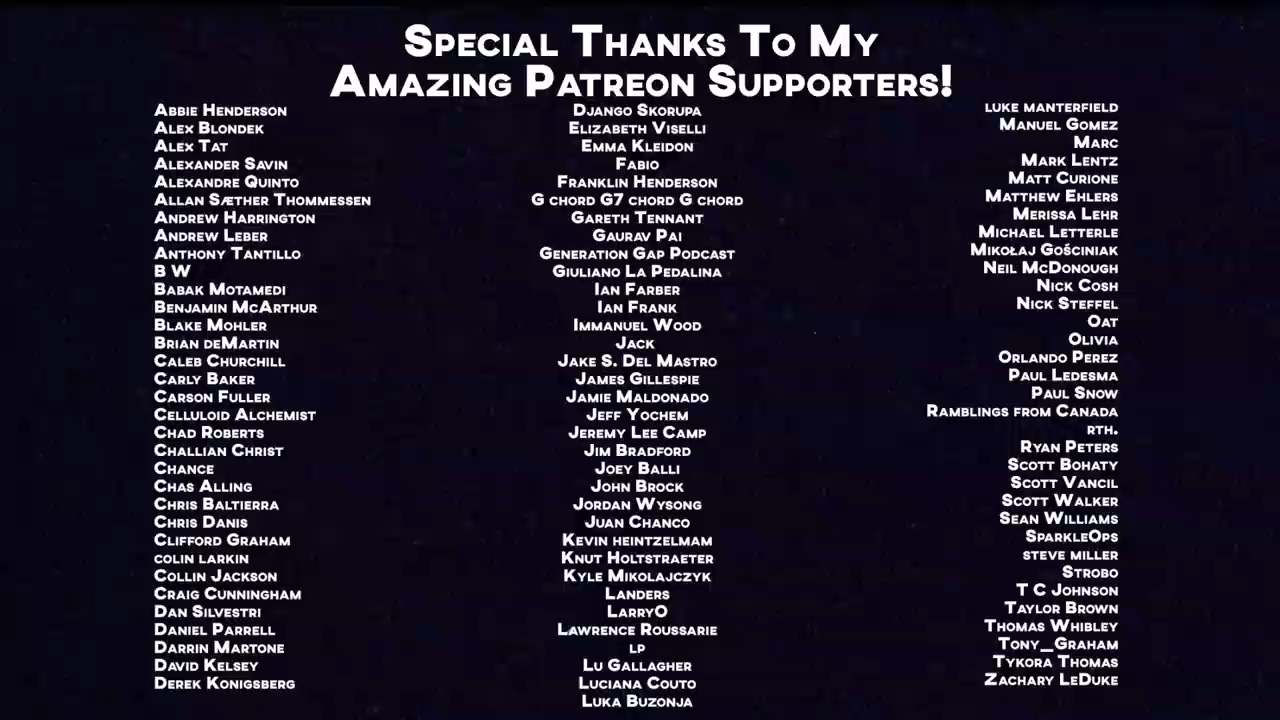 Special Thanks To My
Amazing Patreon Supporters!
Abbie Henderson
Alex Blondek
Alex Tat
Alexander Savin
Alexandre Quinto
Allan Sæther Thommessen
Andrew Harrington
Andrew Leber
Anthony Tantillo
B W
Babak Motamedi
Benjamin McArthur
Blake Mohler
Brian deMartin
Caleb Churchill
Carly Baker
Carson Fuller
Celluloid Alchemist
Chad Roberts
Challian Christ
Chance
Chas Alling
Chris Baltierra
Chris Danis
Clifford Graham
colin larkin
Collin Jackson
Craig Cunningham
Dan Silvestri
Daniel Parrell
Darrin Martone
David Kelsey
Derek Konigsberg
Django Skorupa
Elizabeth Viselli
Emma Kleidon
Fabio
Franklin Henderson
G chord G7 chord G chord
Gareth Tennant
Gaurav Pai
Generation Gap Podcast
Giuliano La Pedalina
Ian Farber
Ian Frank
Immanuel Wood
Jack
Jake S. Del Mastro
James Gillespie
Jamie Maldonado
Jeff Yochem
Jeremy Lee Camp
Jim Bradford
Joey Balli
John Brock
Jordan Wysong
Juan Chanco
Kevin heintzelmam
Knut Holtstraeter
Kyle Mikolajczyk
Landers
LarryO
Lawrence Roussarie
lp
Lu Gallagher
Luciana Couto
Luka Buzonja
luke manterfield
Manuel Gomez
Marc
Mark Lentz
Matt Curione
Matthew Ehlers
Merissa Lehr
Michael Letterle
Mikołaj Gościniak
Neil McDonough
Nick Cosh
Nick Steffel
Oat
Olivia
Orlando Perez
Paul Ledesma
Paul Snow
Ramblings from Canada
rth.
Ryan Peters
Scott Bohaty
Scott Vancil
Scott Walker
Sean Williams
SparkleOps
steve miller
Strobo
T C Johnson
Taylor Brown
Thomas Whibley
Tony_Graham
Tykora Thomas
Zachary LeDuke